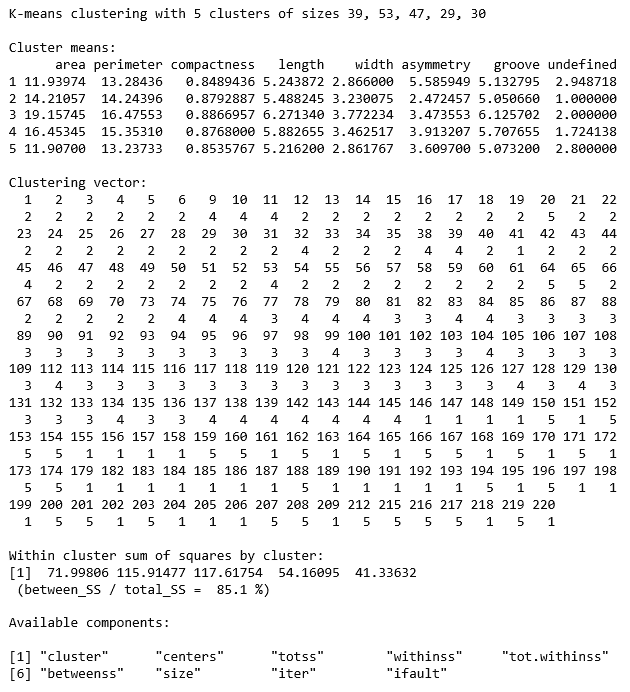 K-means clustering with 5 clusters of sizes 39, 53, 47, 29, 30
Cluster means:
area perimeter compactness length width asymmetry groove undefined
1 11.93974 13.28436 0.8489436 5.243872 2.866000 5.585949 5.132795 2.948718
2 14.21057 14.24396 0.8792887 5.488245 3.230075 2.472457 5.050660 1.000000
3 19.15745 16.47553 0.8866957 6.271340 3.772234 3.473553 6.125702 2.000000
4 16.45345 15.35310 0.8768000 5.882655 3.462517 3.913207 5.707655 1.724138
5 11.90700 13.23733 0.8535767 5.216200 2.861767 3.609700 5.073200 2.800000
Clustering vector:
1 2 3 4 5 6 9 10 11 12 13 14 15 16 17 18 19 20 21 22
2 2 2 2 2 2 4 4 4 2 2 2 2 2 2 2 2 5 2 2
23 24 25 26 27 28 29 30 31 32 33 34 35 38 39 40 41 42 43 44
2 2 2 2 2 2 2 2 2 4 2 2 2 4 4 2 1 2 2 2
45 46 47 48 49 50 51 52 53 54 55 56 57 58 59 60 61 64 65 66
4 2 2 2 2 2 2 2 4 2 2 2 2 2 2 2 2 5 5 2
67 68 69 70 73 74 75 76 77 78 79 80 81 82 83 84 85 86 87 88
2 2 2 2 2 4 4 4 3 4 4 4 3 3 4 4 3 3 3 3
89 90 91 92 93 94 95 96 97 98 99 100 101 102 103 104 105 106 107 108
3 3 3 3 3 3 3 3 3 3 4 3 3 3 3 4 3 3 3 3
109 112 113 114 115 116 117 118 119 120 121 122 123 124 125 126 127 128 129 130
3 4 3 3 3 3 3 3 3 3 3 3 3 3 3 3 4 3 4 3
131 132 133 134 135 136 137 138 139 142 143 144 145 146 147 148 149 150 151 152
3 3 3 4 3 3 4 4 4 4 4 4 4 1 1 1 1 5 1 5
153 154 155 156 157 158 159 160 161 162 163 164 165 166 167 168 169 170 171 172
5 5 1 1 1 1 5 5 1 5 1 5 1 5 5 1 1 5 1 5
173 174 179 182 183 184 185 186 187 188 189 190 191 192 193 194 195 196 197 198
5 5 1 1 1 1 1 1 1 5 1 1 1 1 1 5 1 5 1 1
199 200 201 202 203 204 205 206 207 208 209 212 215 216 217 218 219 220
1 5 5 1 5 1 1 1 5 5 1 5 5 5 5 1 5 1
Within cluster sum of squares by cluster:
[1] 71.99806 115.91477 117.61754 54.16095 41.33632
(between_SS / total_SS = 85.1 %)
Available components:
[1] "cluster" "centers" "totss" "withinss" "tot.withinss"
[6] "betweenss" "size" "iter" "ifault"